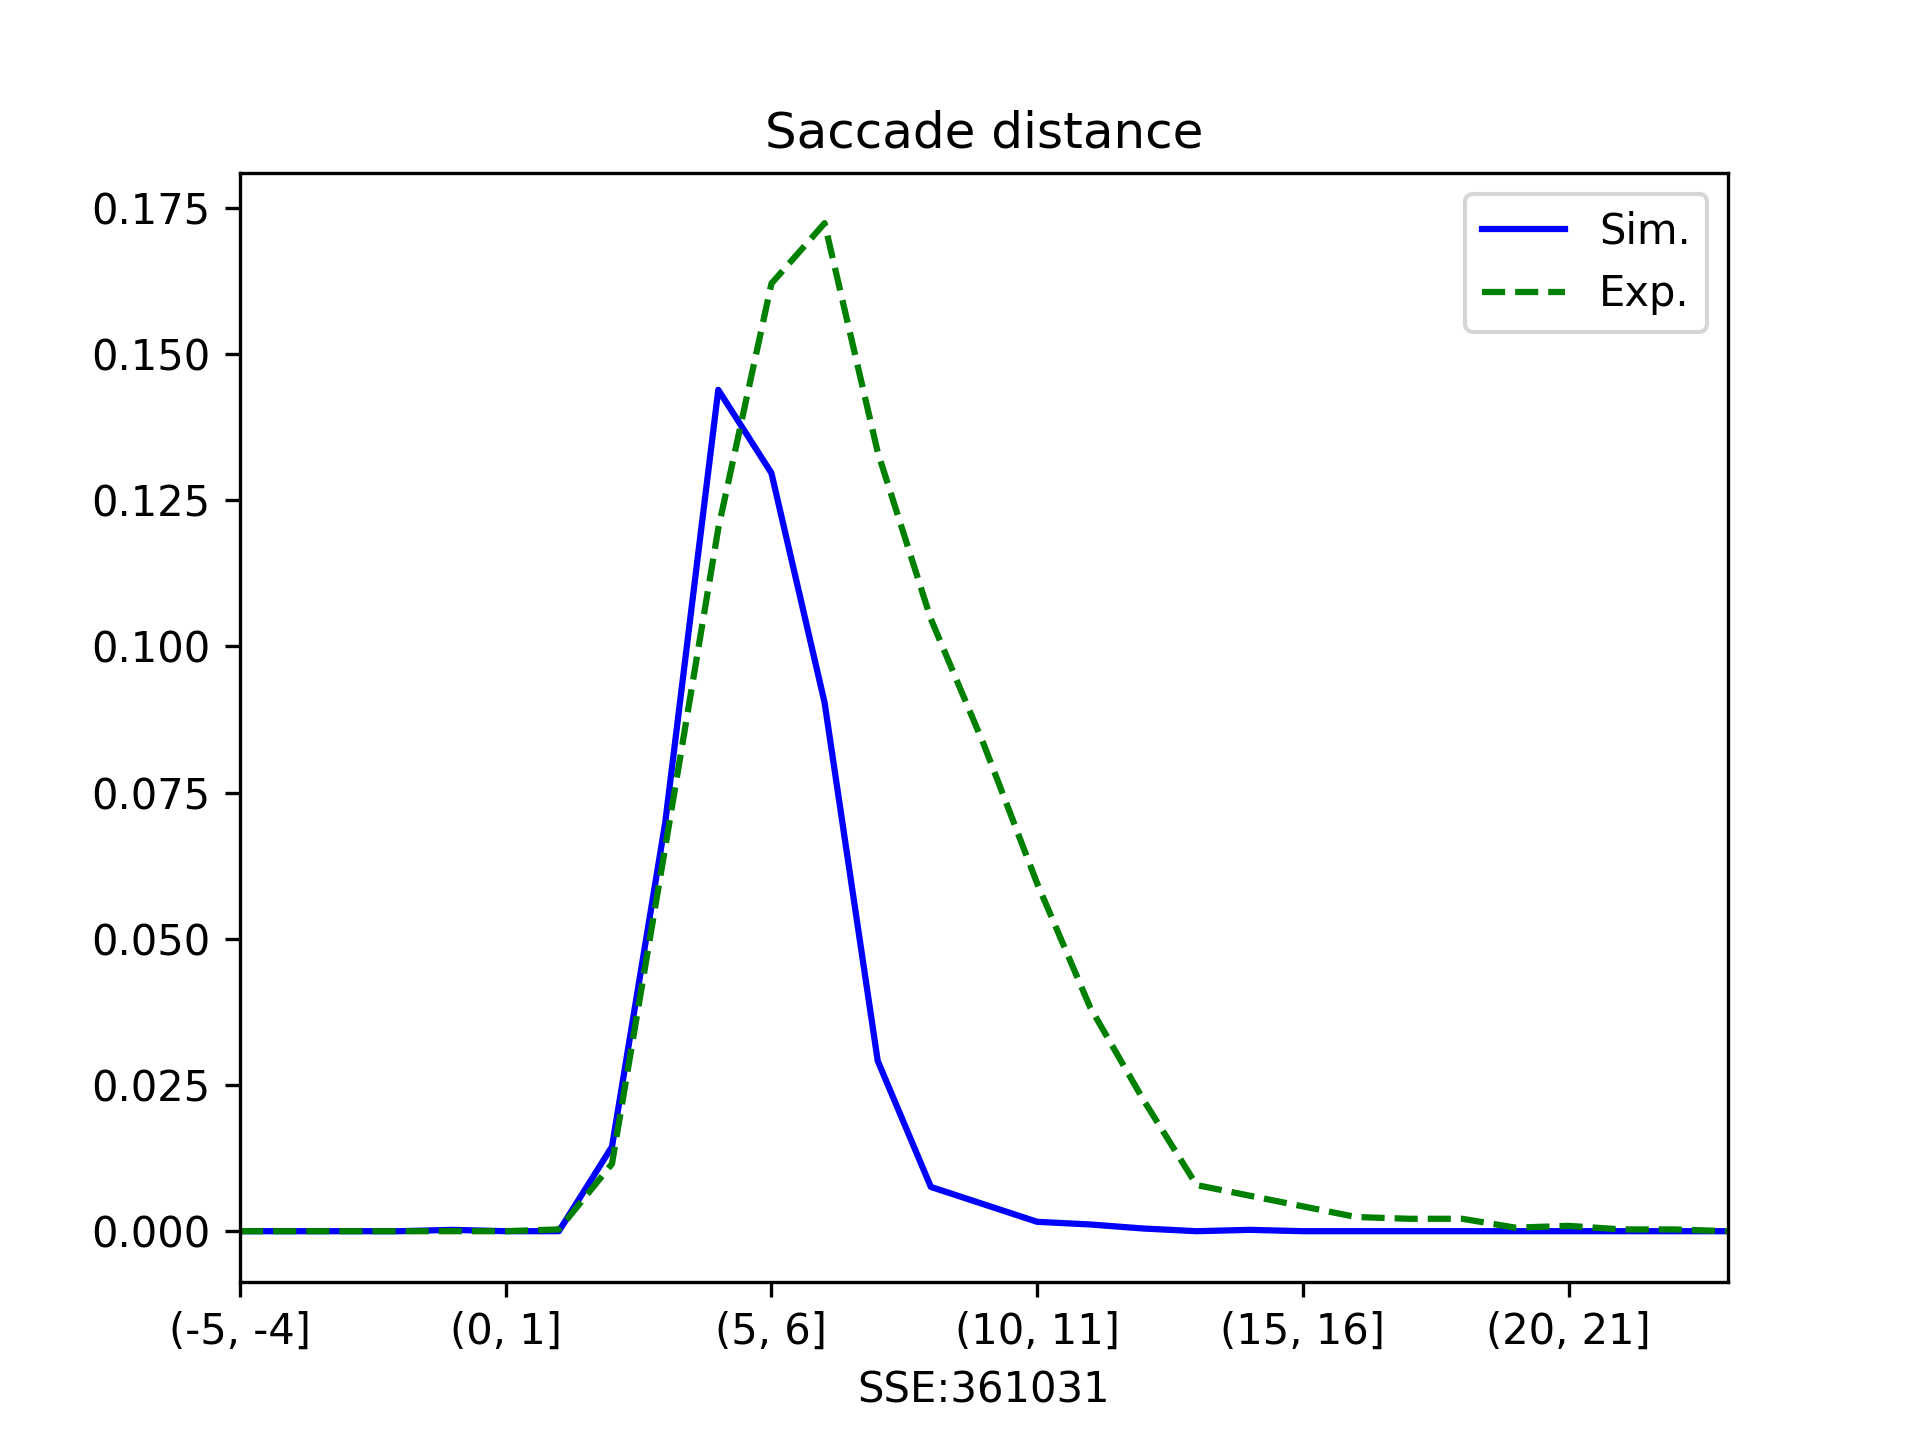 Saccade distance
0.175
0.150
0.125
0.100
0.075
0.050
0.025
0.000
Sim.
Exp.
(-5, -4] (0, 1] (5, 6] (10, 11] (15, 16] (20, 21]
SSE:361031